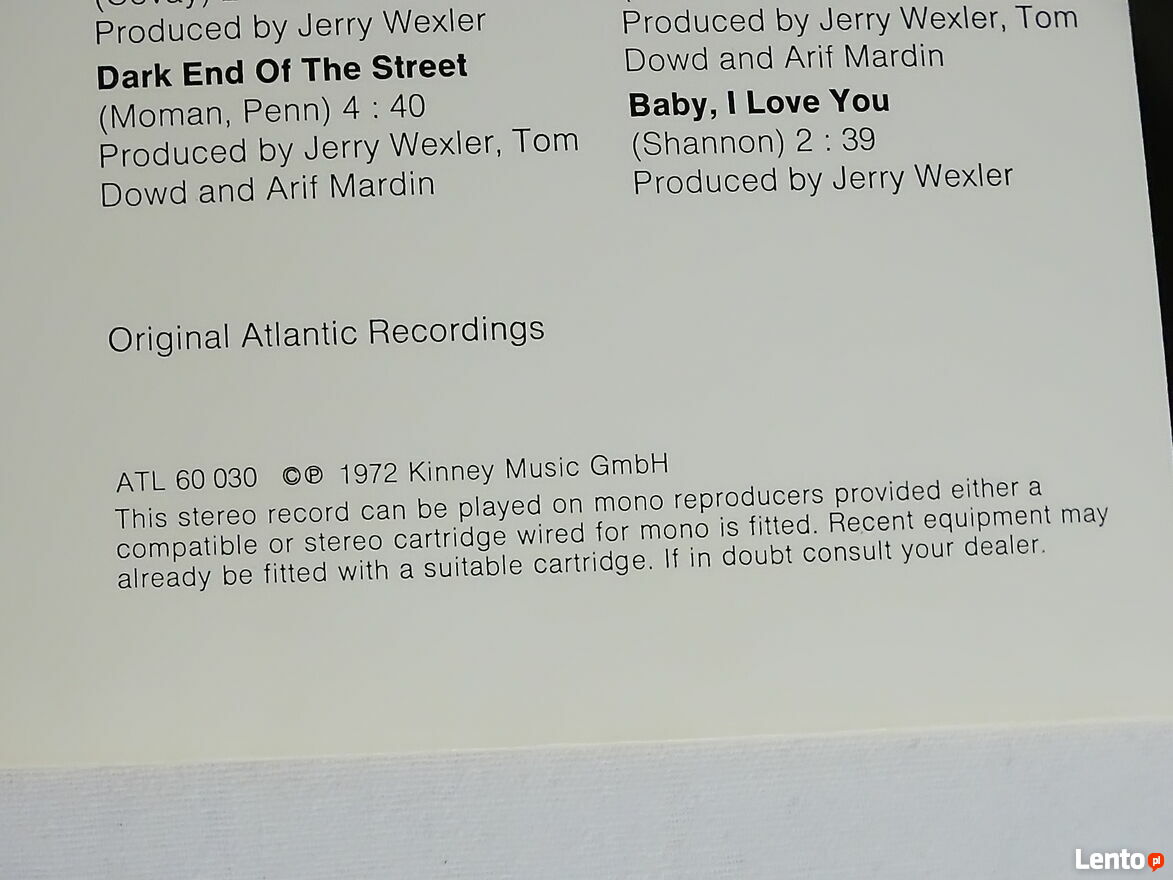 Produced by Jerry Wexler
Dark End Of The Street
(Moman, Penn) 4 : 40
Produced by Jerry Wexler, Tom
Dowd and Arif Mardin
Produced by Jerry Wexler, Tom
Dowd and Arif Mardin
Baby, I Love You
(Shannon) 2 : 39
Produced by Jerry Wexler
Original Atlantic Recordings
ATL 60 030 ©℗ 1972 Kinney Music GmbH
This stereo record can be played on mono reproducers provided either a
compatible or stereo cartridge wired for mono is fitted. Recent equipment may
already be fitted with a suitable cartridge. If in doubt consult your dealer.
Lento pl